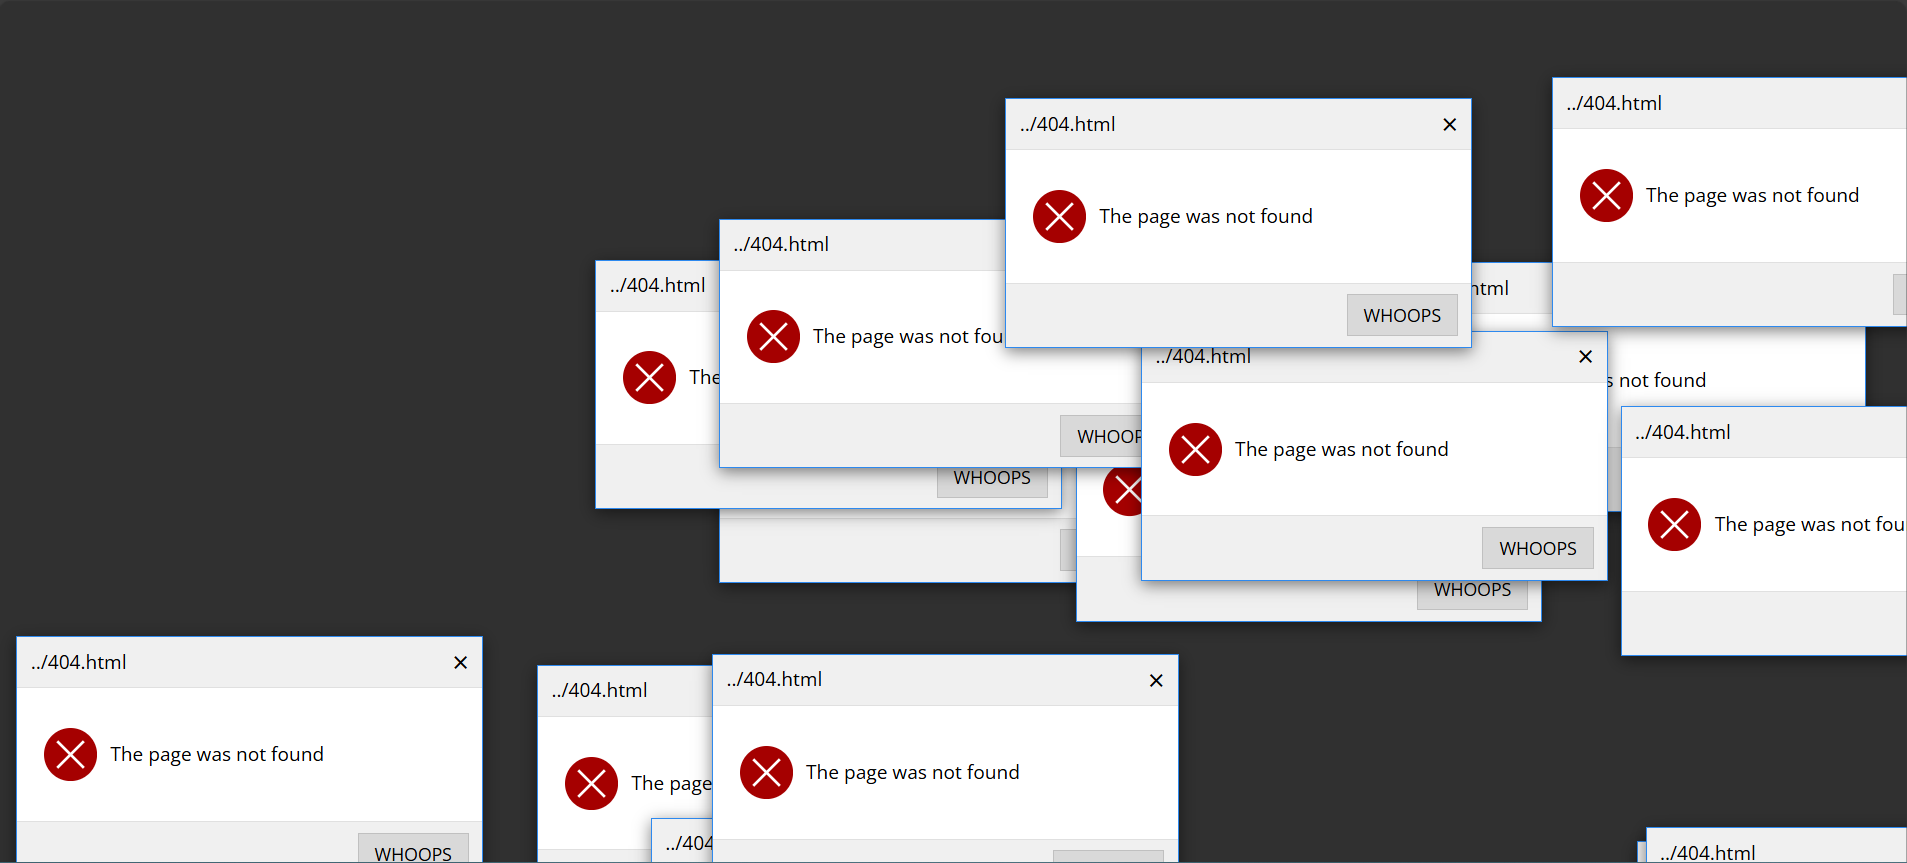 ../404.html
The page was not found
../404.html
The page was not found
WHOOPS
../404.html
The page was not fou
WHOOP
../404.html
The
WHOOPS
html
s not found
../404.html
The page was not found
WHOOPS
WHOOPS
../404.html
The page was not fou
../404.html
The page was not found
WHOOPS
../404.html
The page
../404
../404.html
The page was not found
../404.html